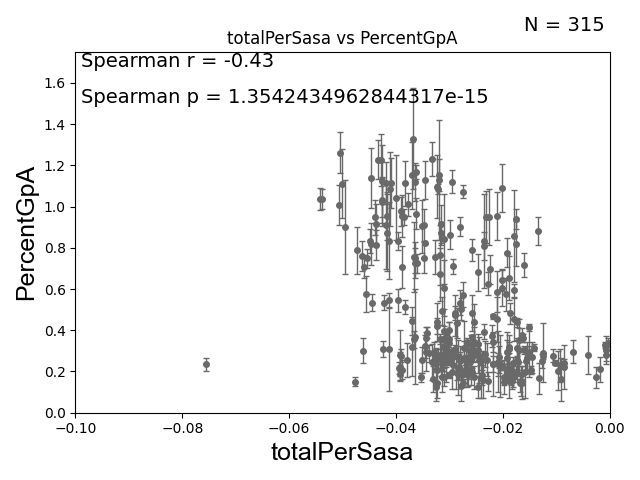 N = 315
totalPerSasa vs PercentGpA
Spearman r = -0.43
Spearman p = 1.3542434962844317e-15
1.6
1.4
1.2
1.0
0.8
0.6
0.4
0.2
0.0
PercentGpA
−0.10 −0.08 −0.06 −0.04 −0.02 0.00
totalPerSasa